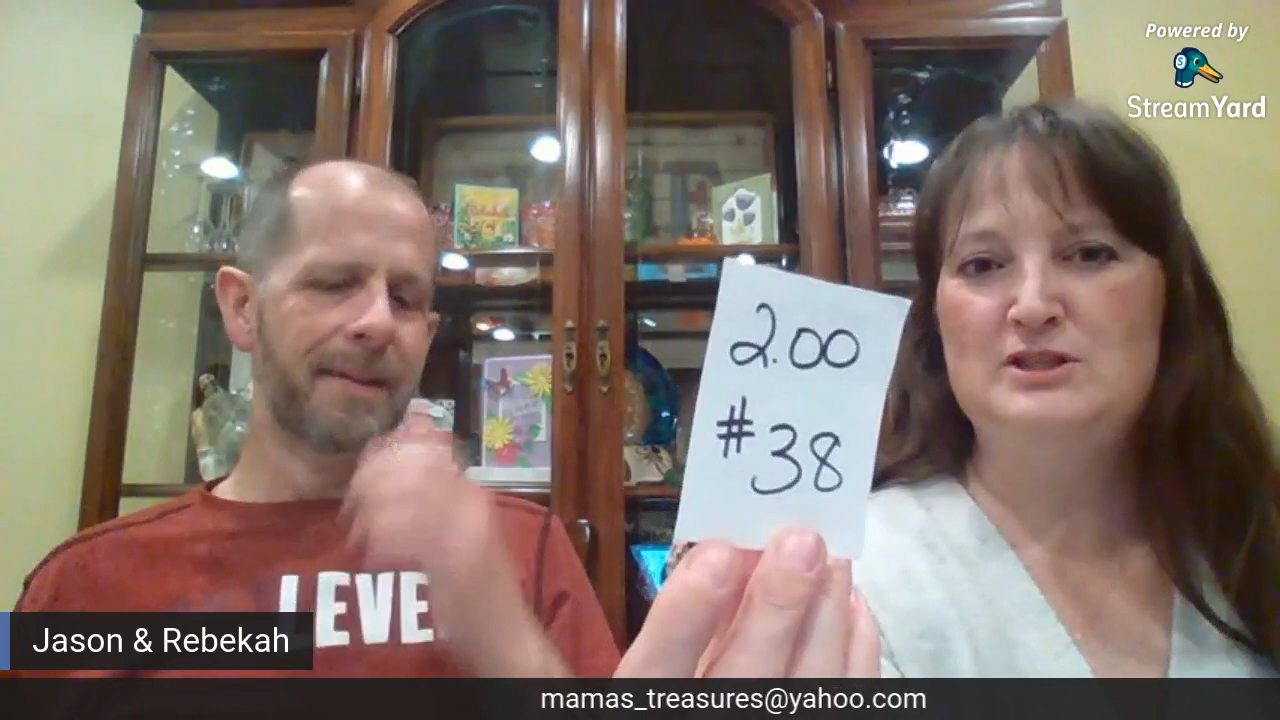 Powered by
StreamYard
2.00
#38
LEVE
Jason & Rebekah
mamas_treasures@yahoo.com